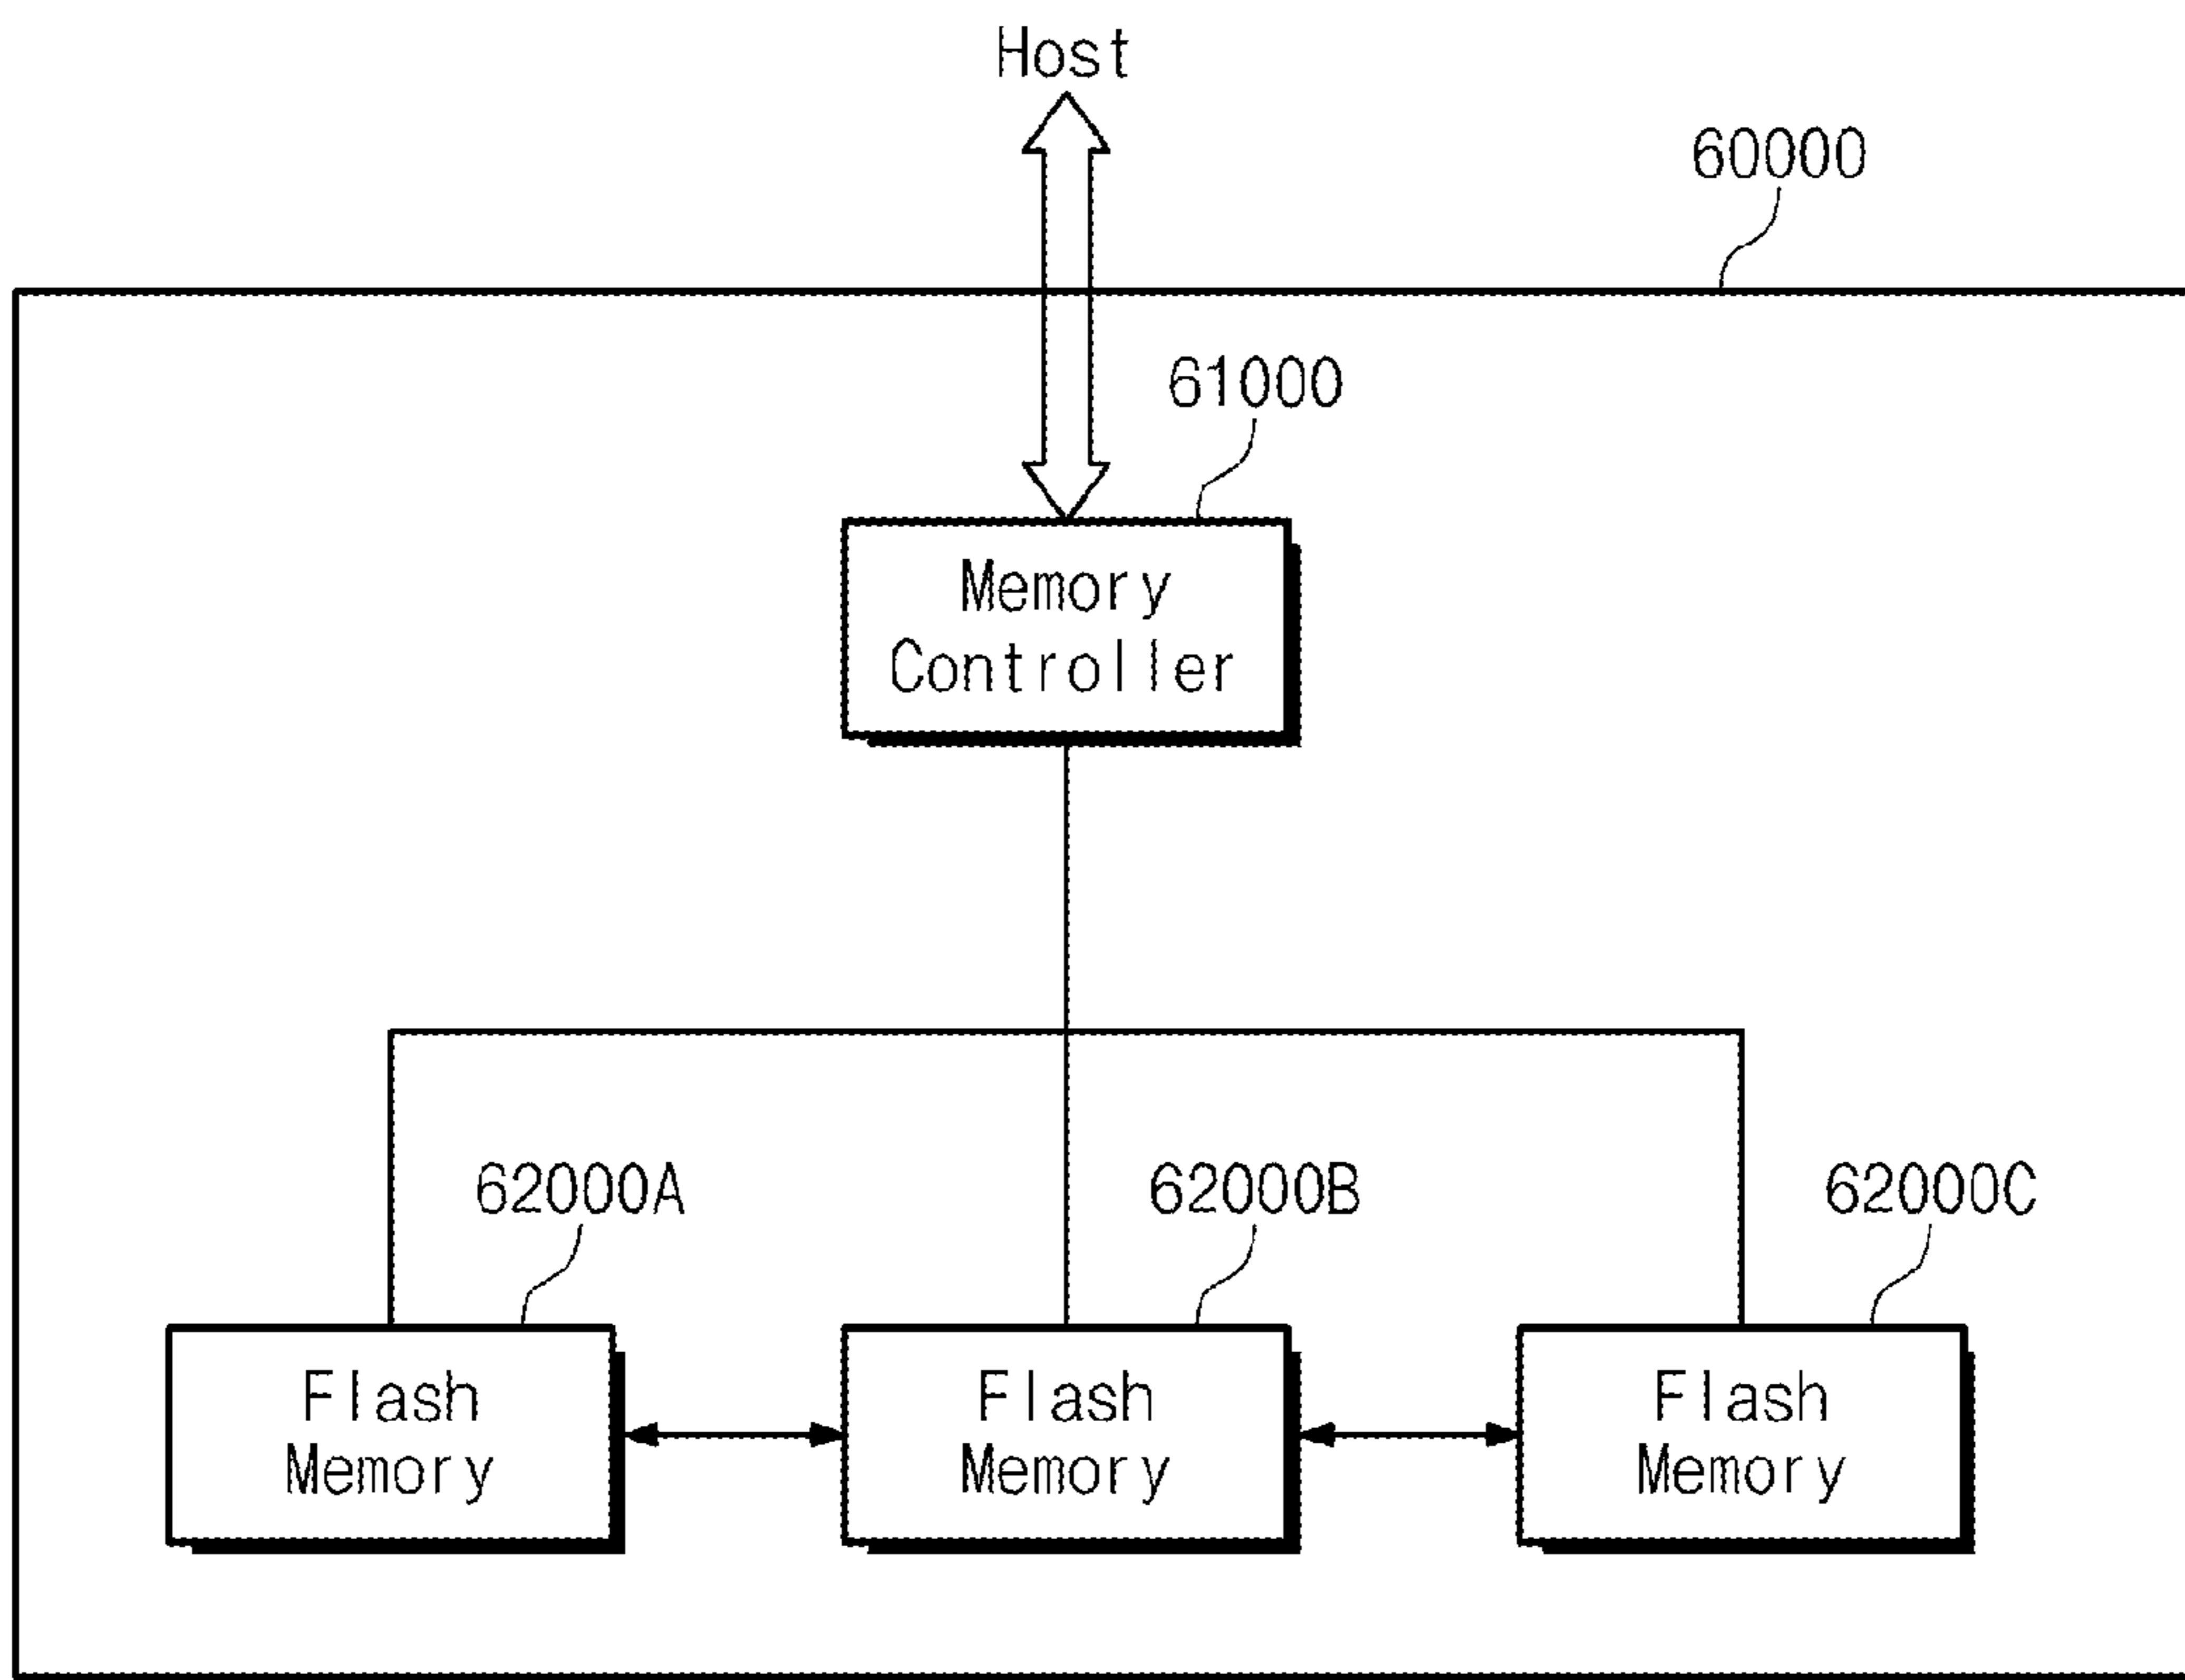 Host
60000
61000
Memory
Controller
62000A
62000B
62000C
Flash
Memory
Flash
Memory
Flash
Memory